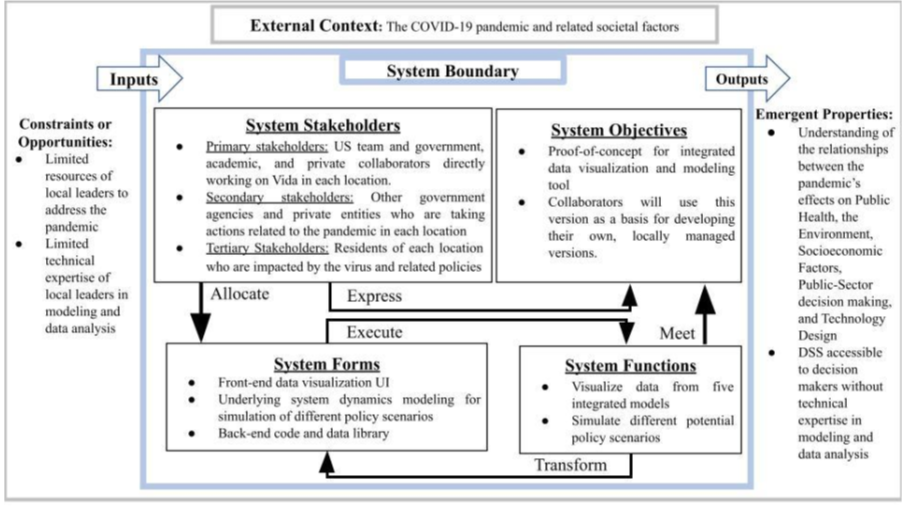 External Context: The COVID-19 pandemic and related societal factors
System Boundary
Inputs
Outputs
Constraints or
Opportunities:
● Limited
resources of
local leaders to
address the
pandemic
● Limited
technical
expertise of
local leaders in
modeling and
data analysis
System Stakeholders
● Primary stakeholders: US team and government,
academic, and private collaborators directly
working on Vida in each location.
● Secondary stakeholders: Other government
agencies and private entities who are taking
actions related to the pandemic in each location
● Tertiary Stakeholders: Residents of each location
who are impacted by the virus and related policies
System Objectives
● Proof-of-concept for integrated
data visualization and modeling
tool
● Collaborators will use this
version as a basis for developing
their own, locally managed
versions.
Allocate
Express
Execute
Meet
System Forms
● Front-end data visualization UI
● Underlying system dynamics modeling for
simulation of different policy scenarios
● Back-end code and data library
System Functions
● Visualize data from five
integrated models
● Simulate different potential
policy scenarios
Transform
Emergent Properties:
● Understanding of
the relationships
between the
pandemic's
effects on Public
Health, the
Environment,
Socioeconomic
Factors,
Public-Sector
decision making,
and Technology
Design
● DSS accessible
to decision
makers without
technical
expertise in
modeling and
data analysis